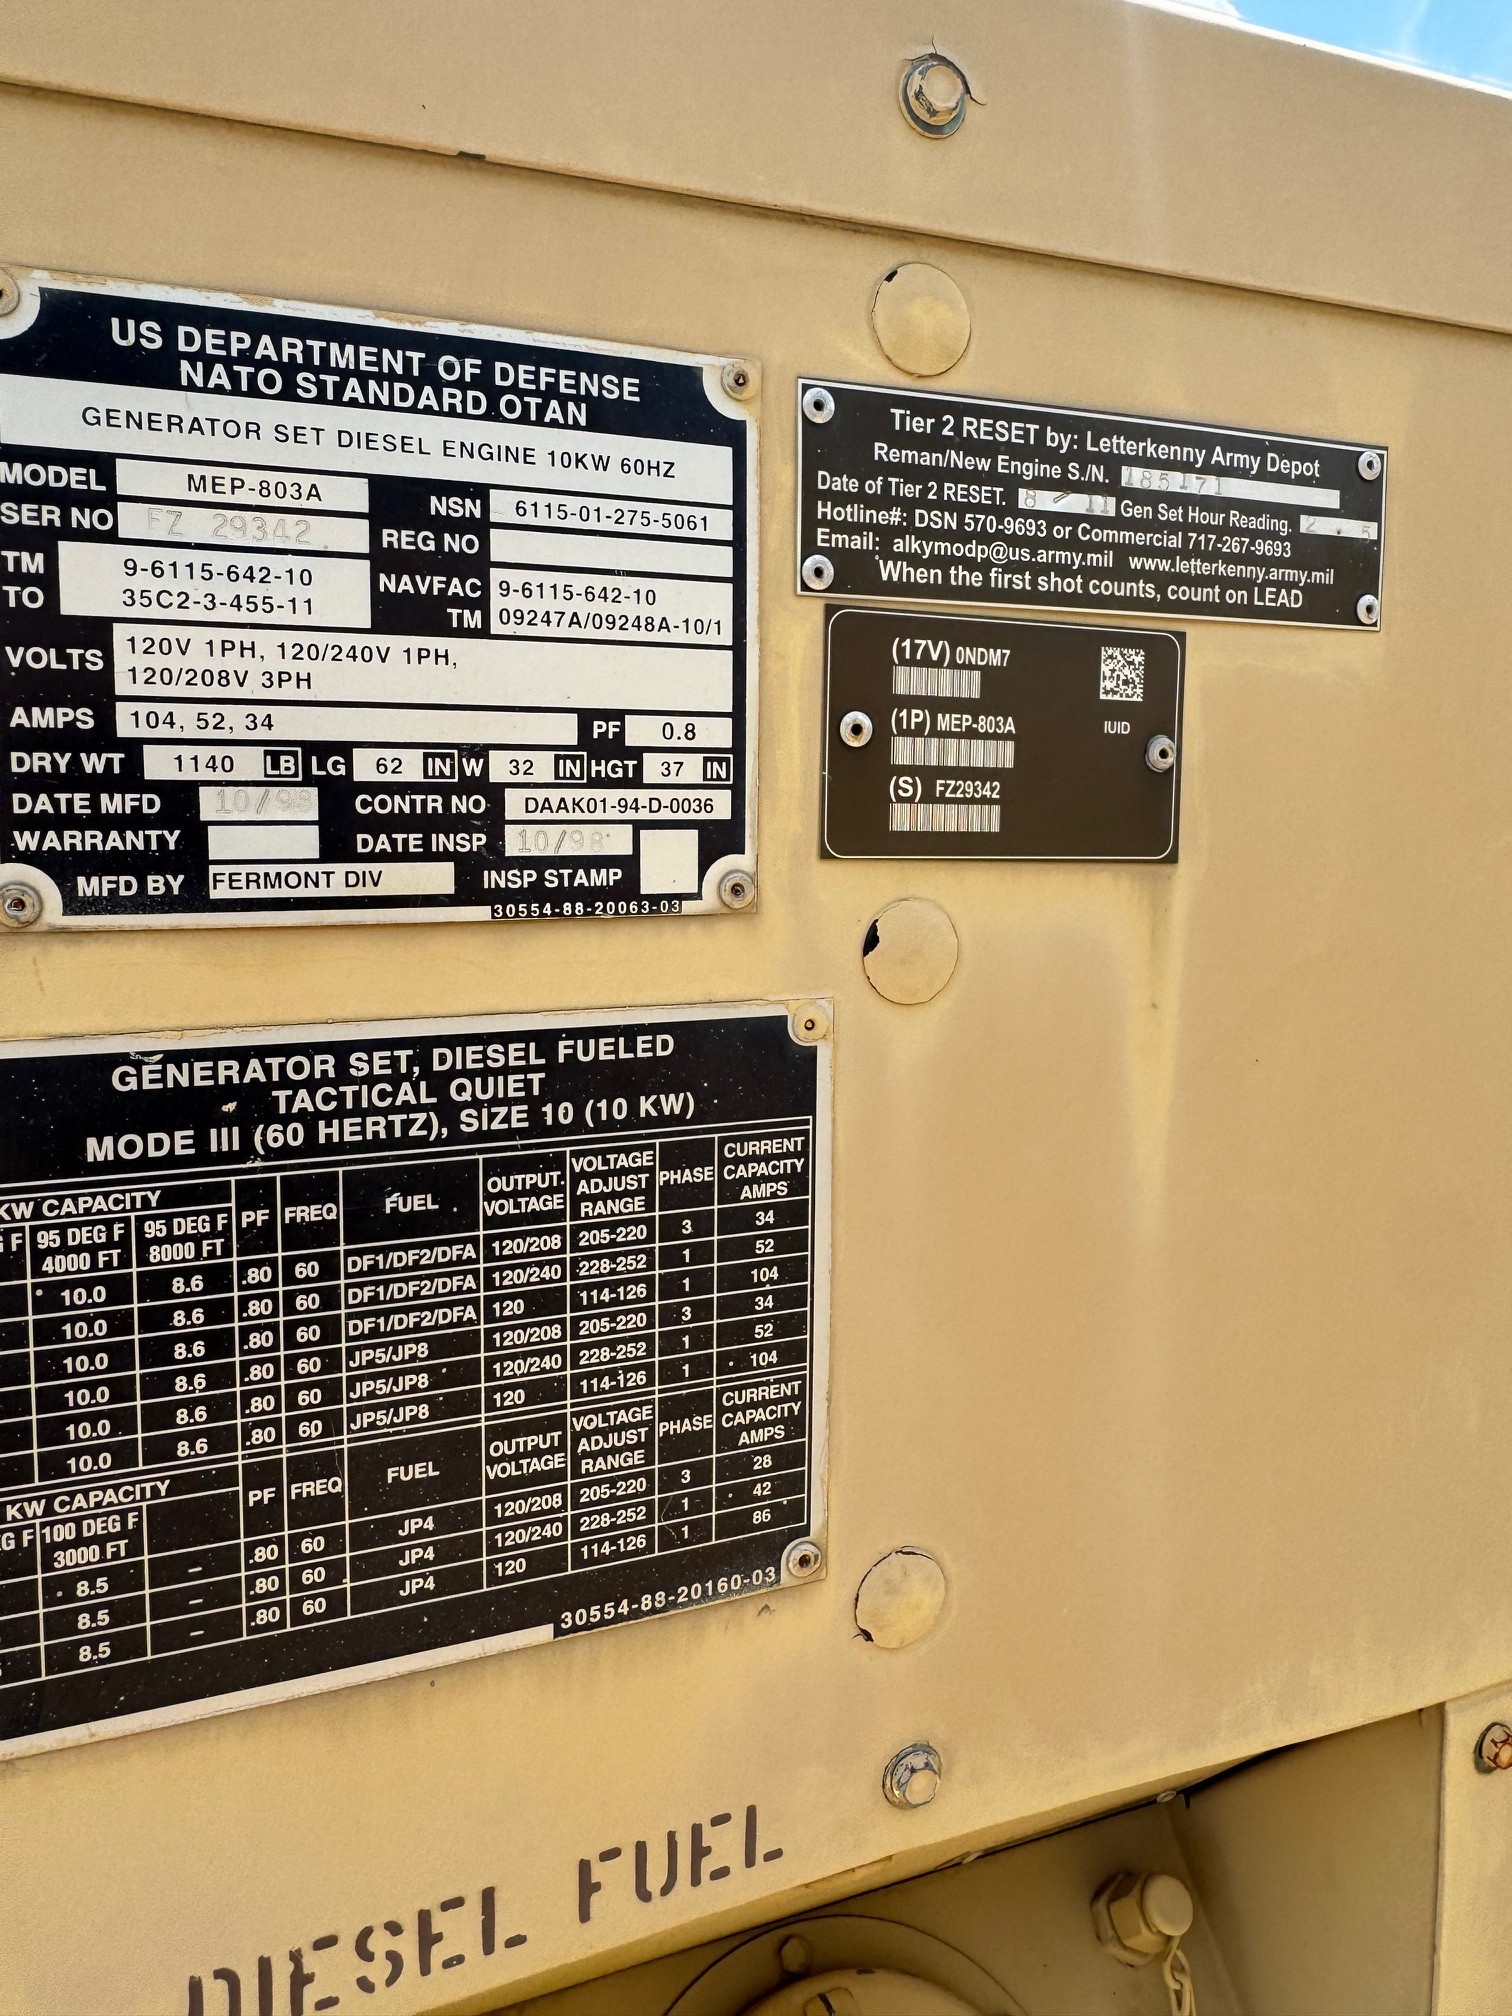 US DEPARTMENT OF DEFENSE
NATO STANDARD OTAN
GENERATOR SET DIESEL ENGINE 10KW 60HZ
MODEL MEP-803A
NSN 6115-01-275-5061
SER NO FZ 29342
REG NO
TM 9-6115-642-10
TO 35C2-3-455-11
NAVFAC 9-6115-642-10
TM 09247A/09248A-10/1
VOLTS 120V 1PH, 120/240V 1PH,
120/208V 3PH
AMPS 104, 52, 34 PF 0.8
DRY WT 1140 LB LG 62 IN W 32 IN HGT 37 IN
DATE MFD 10/98 CONTR NO DAAK01-94-D-0036
WARRANTY DATE INSP 10/98
MFD BY FERMONT DIV INSP STAMP
30554-88-20063-03
Tier 2 RESET by: Letterkenny Army Depot
Reman/New Engine S./N. 185171
Date of Tier 2 RESET. 8 / 11 Gen Set Hour Reading. 2.5
Hotline#: DSN 570-9693 or Commercial 717-267-9693
Email: alkymodp@us.army.mil www.letterkenny.army.mil
When the first shot counts, count on LEAD
(17V) 0NDM7
(1P) MEP-803A
IUID
(S) FZ29342
GENERATOR SET, DIESEL FUELED
TACTICAL QUIET
MODE III (60 HERTZ), SIZE 10 (10 KW)
KW CAPACITY PF FREQ FUEL OUTPUT VOLTAGE VOLTAGE ADJUST RANGE PHASE CURRENT CAPACITY AMPS
G F 95 DEG F 4000 FT 95 DEG F 8000 FT
10.0 8.6 .80 60 DF1/DF2/DFA 120/208 205-220 3 34
10.0 8.6 .80 60 DF1/DF2/DFA 120/240 228-252 1 52
10.0 8.6 .80 60 DF1/DF2/DFA 120 114-126 1 104
10.0 8.6 .80 60 JP5/JP8 120/208 205-220 3 34
10.0 8.6 .80 60 JP5/JP8 120/240 228-252 1 52
10.0 8.6 .80 60 JP5/JP8 120 114-126 1 104
KW CAPACITY PF FREQ FUEL OUTPUT VOLTAGE VOLTAGE ADJUST RANGE PHASE CURRENT CAPACITY AMPS
G F 100 DEG F 3000 FT
8.5 – .80 60 JP4 120/208 205-220 3 28
8.5 – .80 60 JP4 120/240 228-252 1 42
8.5 – .80 60 JP4 120 114-126 1 86
30554-88-20160-03
DIESEL FUEL